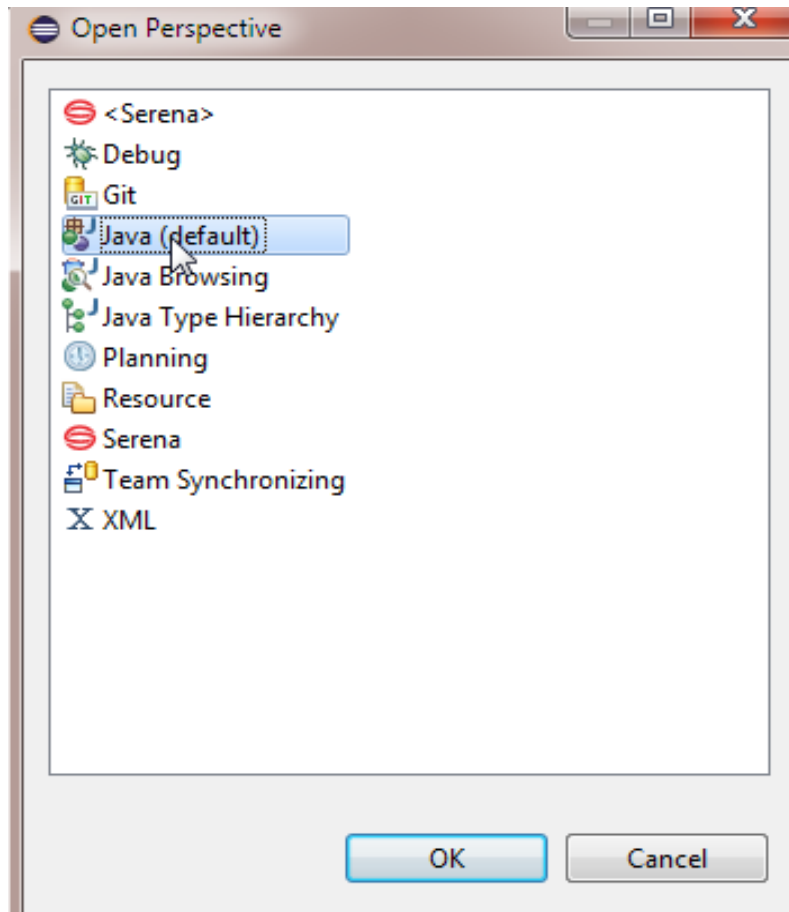 Open Perspective
<Serena>
Debug
GIT Git
Java (default)
Java Browsing
Java Type Hierarchy
Planning
Resource
Serena
Team Synchronizing
X XML
OK Cancel